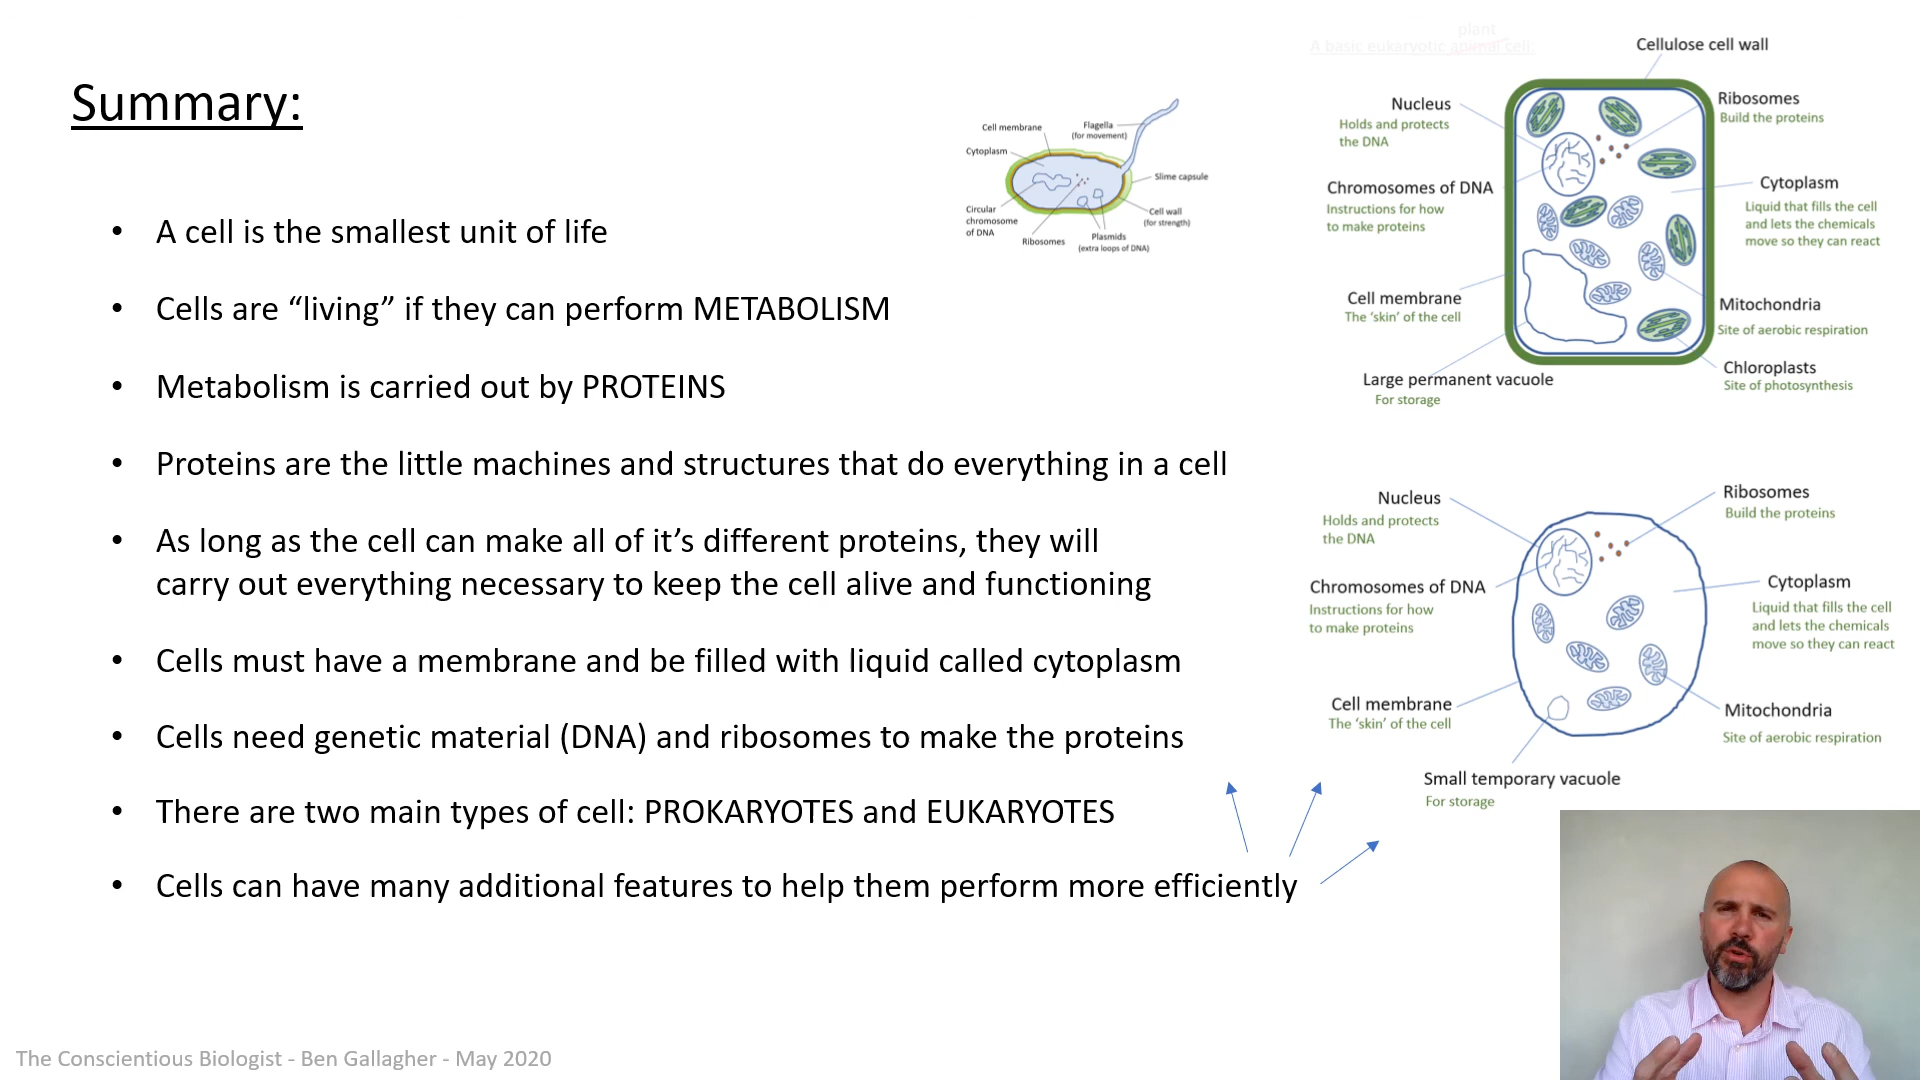 Summary:
• A cell is the smallest unit of life
• Cells are “living” if they can perform METABOLISM
• Metabolism is carried out by PROTEINS
• Proteins are the little machines and structures that do everything in a cell
• As long as the cell can make all of it’s different proteins, they will
carry out everything necessary to keep the cell alive and functioning
• Cells must have a membrane and be filled with liquid called cytoplasm
• Cells need genetic material (DNA) and ribosomes to make the proteins
• There are two main types of cell: PROKARYOTES and EUKARYOTES
• Cells can have many additional features to help them perform more efficiently
Cell membrane
Flagella
(for movement)
Cytoplasm
Slime capsule
Circular
chromosome
of DNA
Cell wall
(for strength)
Ribosomes
Plasmids
(extra loops of DNA)
plant
A basic eukaryotic animal cell:
Cellulose cell wall
Nucleus
Holds and protects
the DNA
Ribosomes
Build the proteins
Chromosomes of DNA
Instructions for how
to make proteins
Cytoplasm
Liquid that fills the cell
and lets the chemicals
move so they can react
Cell membrane
The ‘skin’ of the cell
Mitochondria
Site of aerobic respiration
Large permanent vacuole
For storage
Chloroplasts
Site of photosynthesis
Nucleus
Holds and protects
the DNA
Ribosomes
Build the proteins
Chromosomes of DNA
Instructions for how
to make proteins
Cytoplasm
Liquid that fills the cell
and lets the chemicals
move so they can react
Cell membrane
The ‘skin’ of the cell
Mitochondria
Site of aerobic respiration
Small temporary vacuole
For storage
The Conscientious Biologist - Ben Gallagher - May 2020